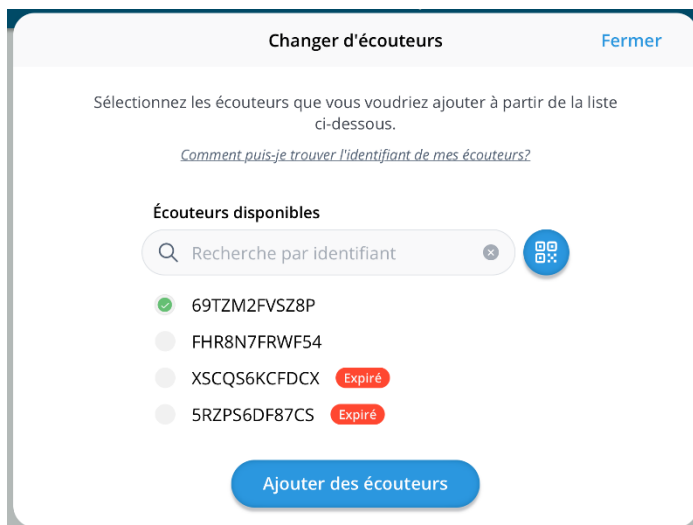 Changer d'écouteurs
Fermer
Sélectionnez les écouteurs que vous voudriez ajouter à partir de la liste
ci-dessous.
Comment puis-je trouver l'identifiant de mes écouteurs?
Écouteurs disponibles
Recherche par identifiant
69TZM2FVSZ8P
FHR8N7FRWF54
XSCQS6KCFDCX Expiré
5RZPS6DF87CS Expiré
Ajouter des écouteurs